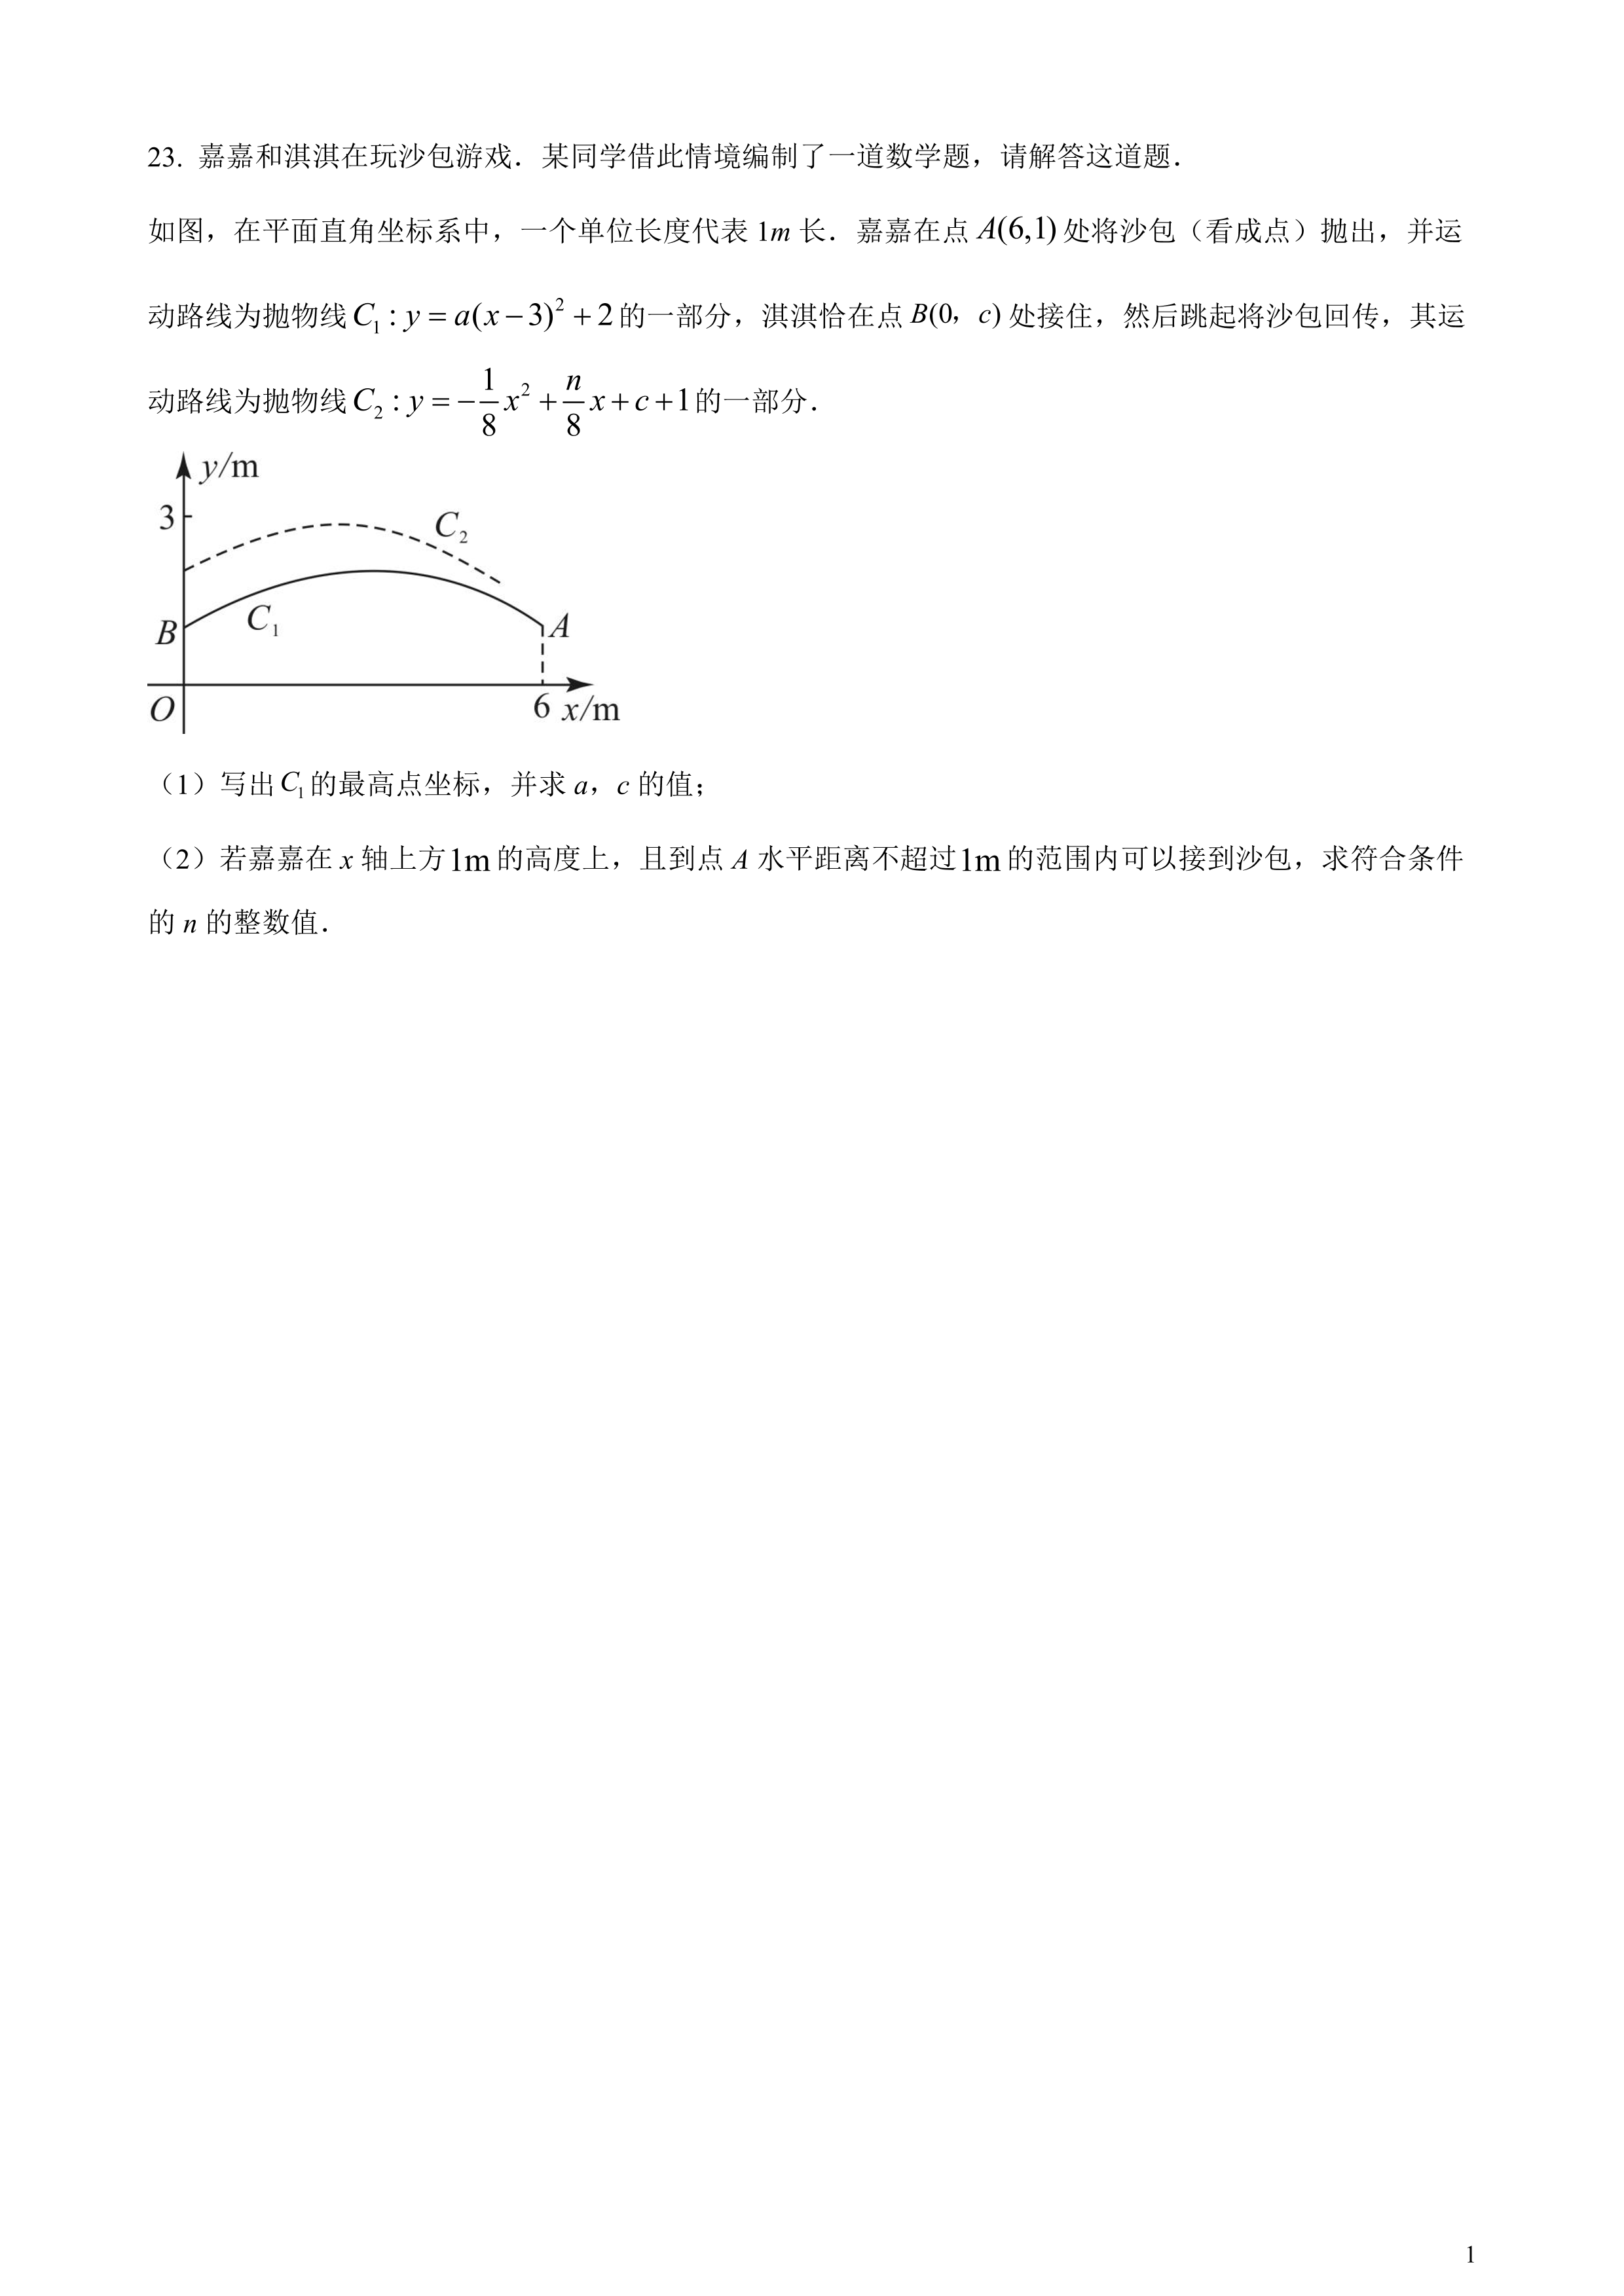 23. 嘉嘉和淇淇在玩沙包游戏．某同学借此情境编制了一道数学题，请解答这道题．
如图，在平面直角坐标系中，一个单位长度代表 1m 长．嘉嘉在点 A(6,1) 处将沙包（看成点）抛出，并运
动路线为抛物线 C₁ : y = a(x − 3)² + 2 的一部分，淇淇恰在点 B(0，c) 处接住，然后跳起将沙包回传，其运
动路线为抛物线 C₂ : y = −1/8 x² + n/8 x + c + 1 的一部分．
y/m
3
C₂
B
C₁
A
O
6
x/m
（1）写出 C₁ 的最高点坐标，并求 a，c 的值；
（2）若嘉嘉在 x 轴上方 1m 的高度上，且到点 A 水平距离不超过 1m 的范围内可以接到沙包，求符合条件
的 n 的整数值．
1